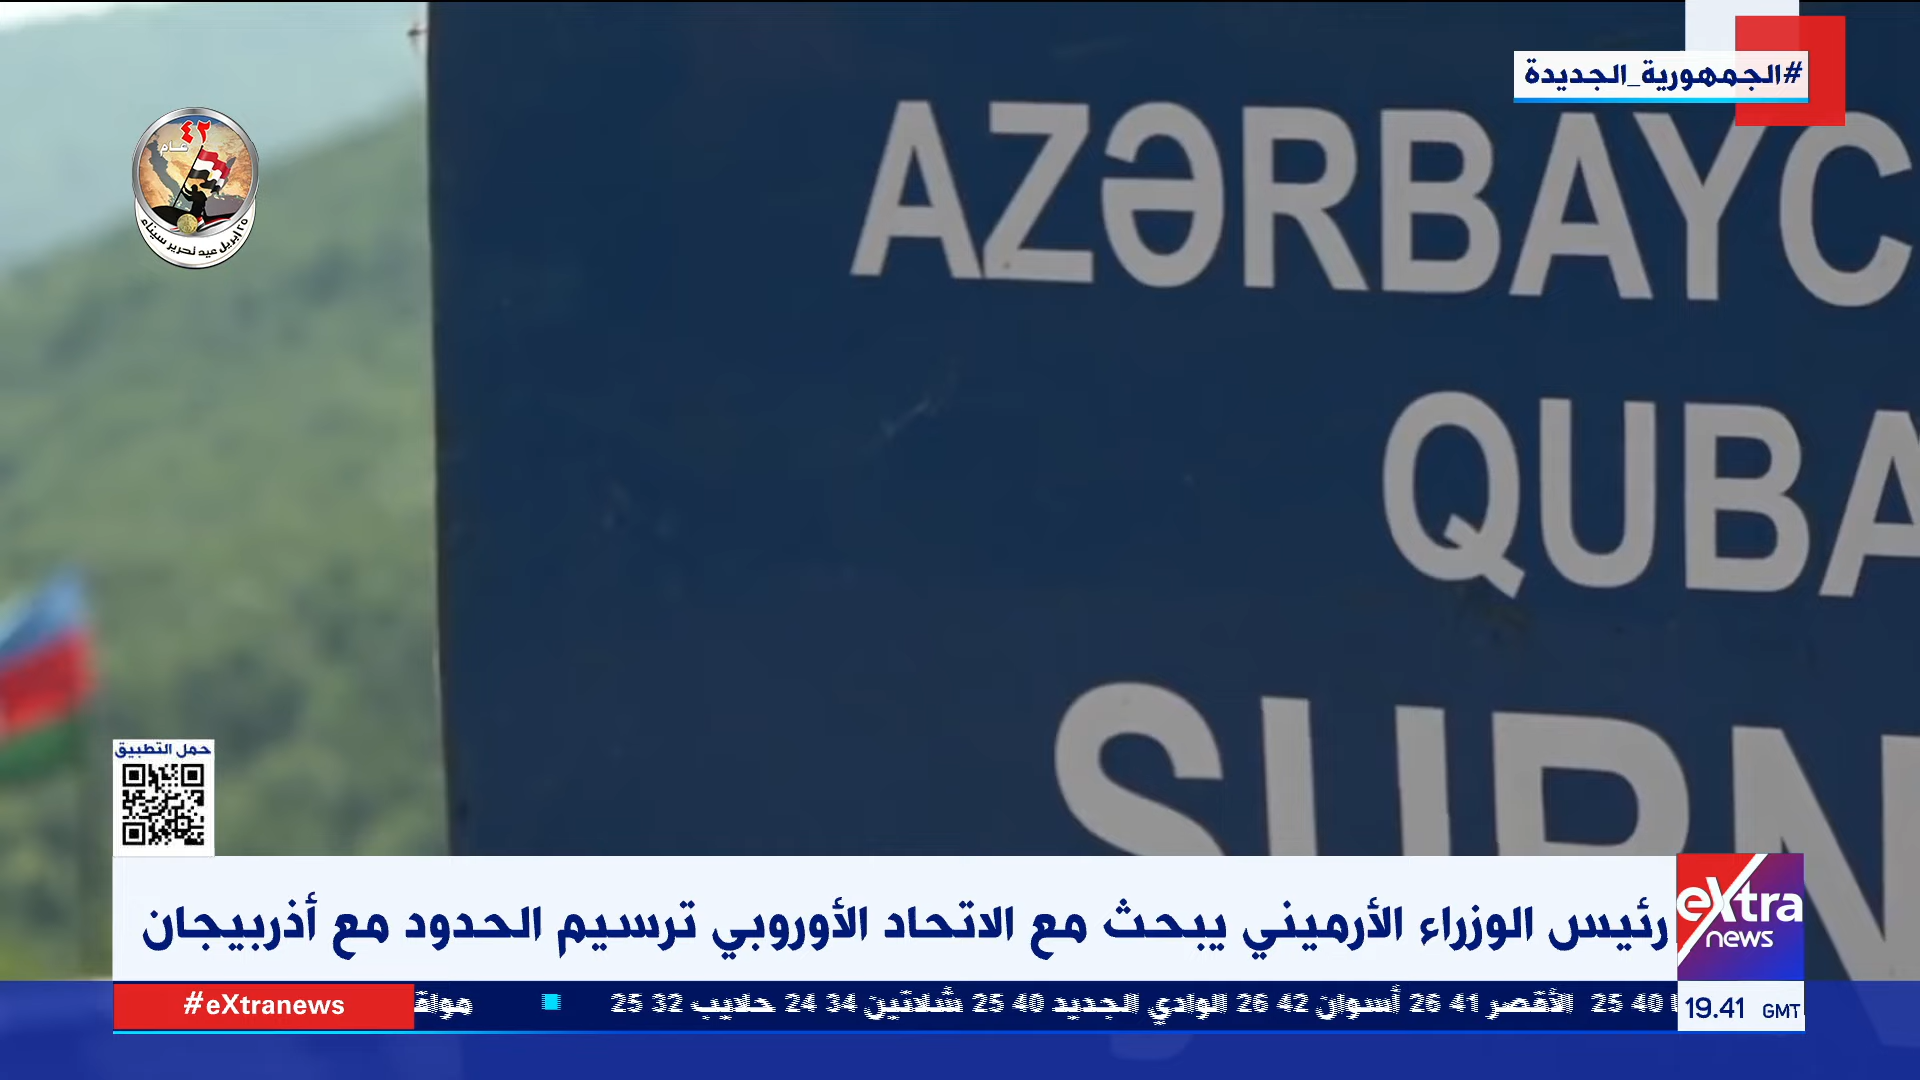 #الجمهورية_الجديدة
٤٢
عام
٢٥ ابريل عيد تحرير سيناء
AZƏRBAYC
QUBA
حمل التطبيق
رئيس الوزراء الأرميني يبحث مع الاتحاد الأوروبي ترسيم الحدود مع أذربيجان
eXtra
news
#eXtranews
40 25 الأقصر 41 26 أسوان 42 26 الوادي الجديد 40 25 شلاتين 34 24 حلايب 32 25
19.41 GMT